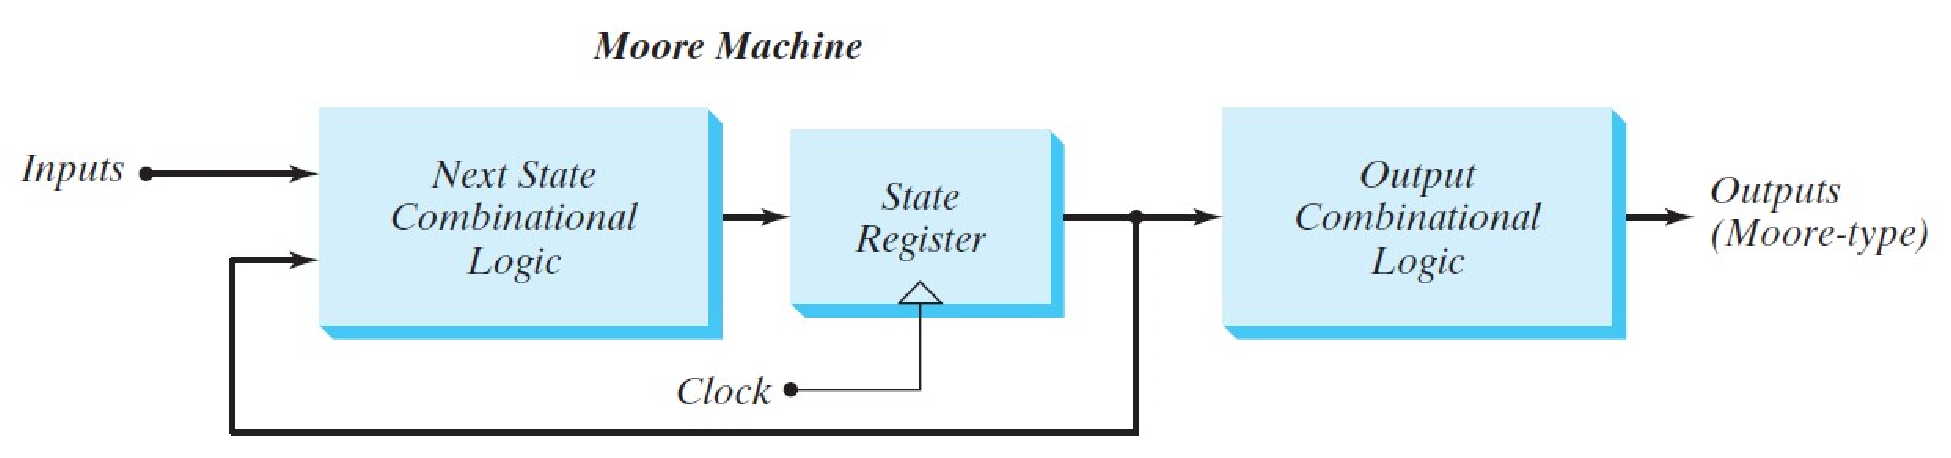 Moore Machine
Inputs
Next State
Combinational
Logic
State
Register
Clock
Output
Combinational
Logic
Outputs
(Moore-type)